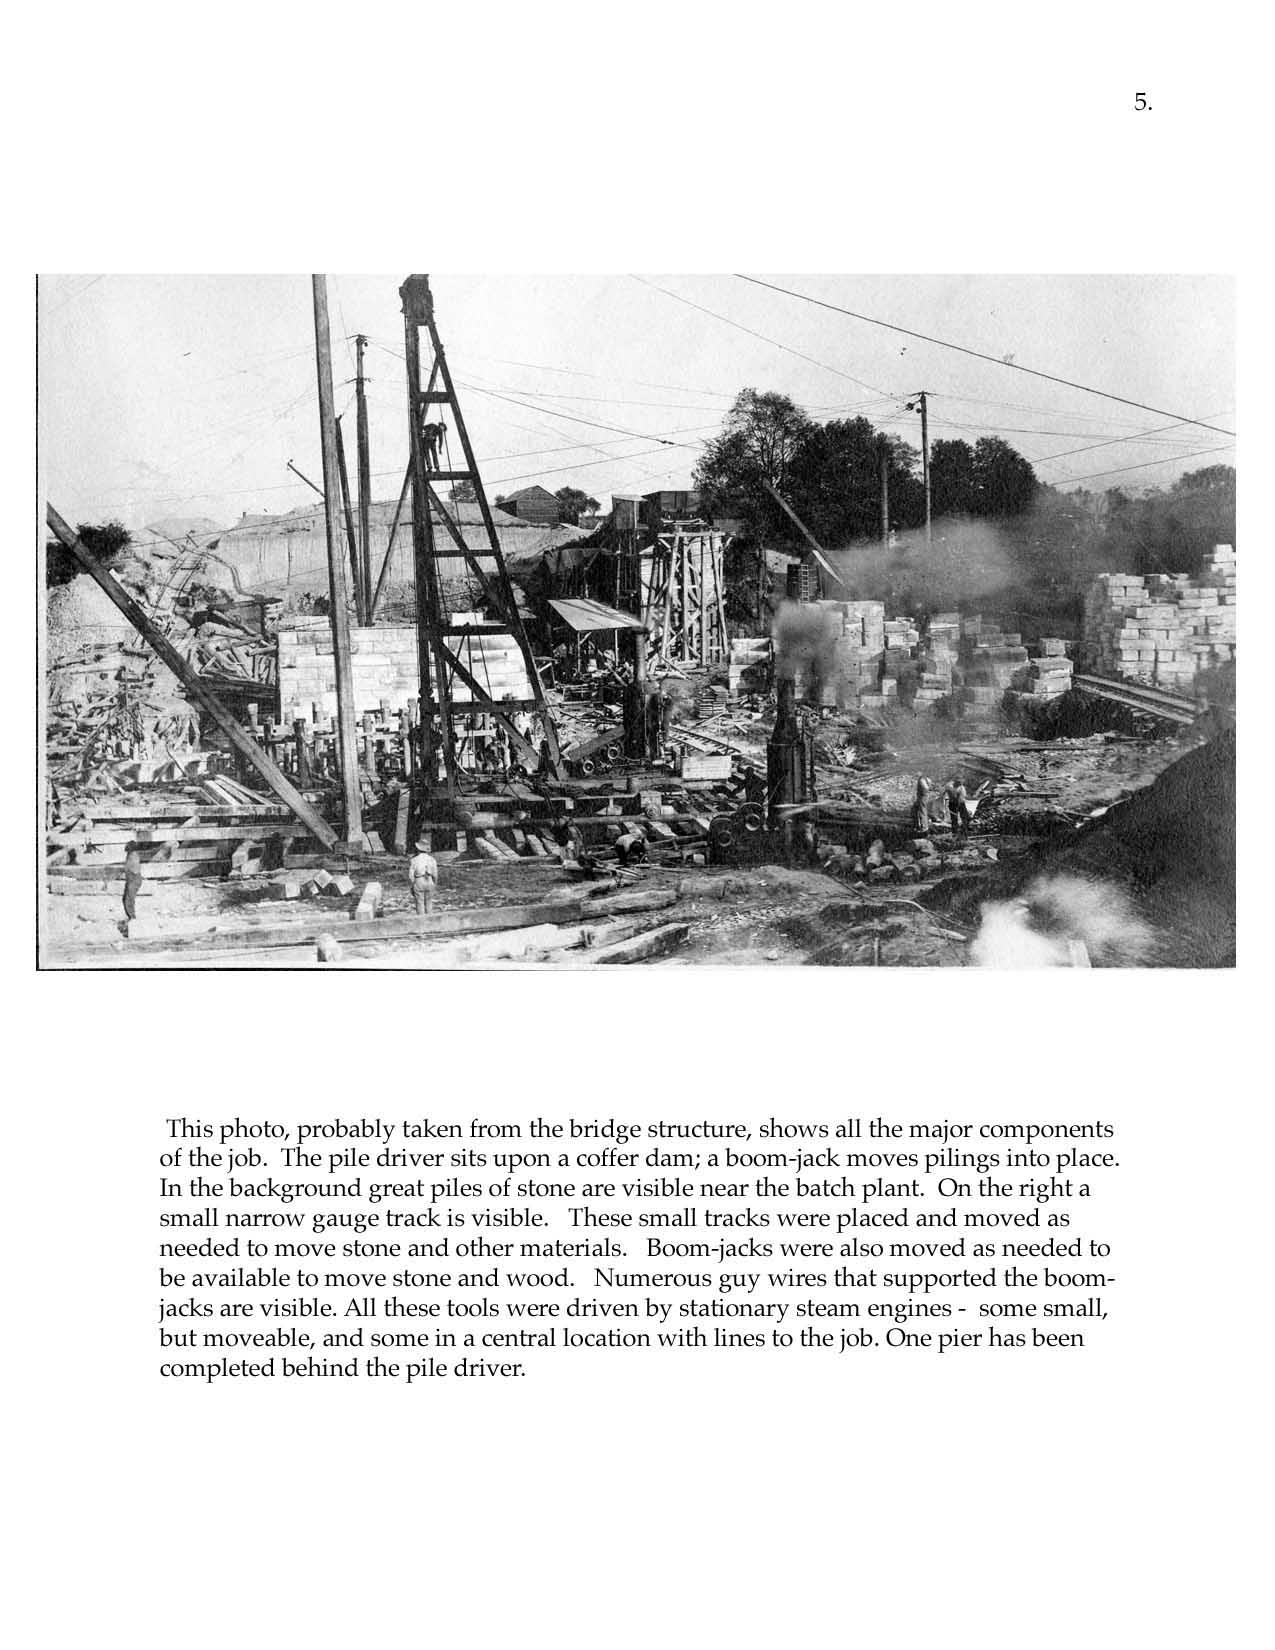 5.
This photo, probably taken from the bridge structure, shows all the major components
of the job.  The pile driver sits upon a coffer dam; a boom-jack moves pilings into place.
In the background great piles of stone are visible near the batch plant.  On the right a
small narrow gauge track is visible.   These small tracks were placed and moved as
needed to move stone and other materials.   Boom-jacks were also moved as needed to
be available to move stone and wood.   Numerous guy wires that supported the boom-
jacks are visible. All these tools were driven by stationary steam engines -  some small,
but moveable, and some in a central location with lines to the job. One pier has been
completed behind the pile driver.